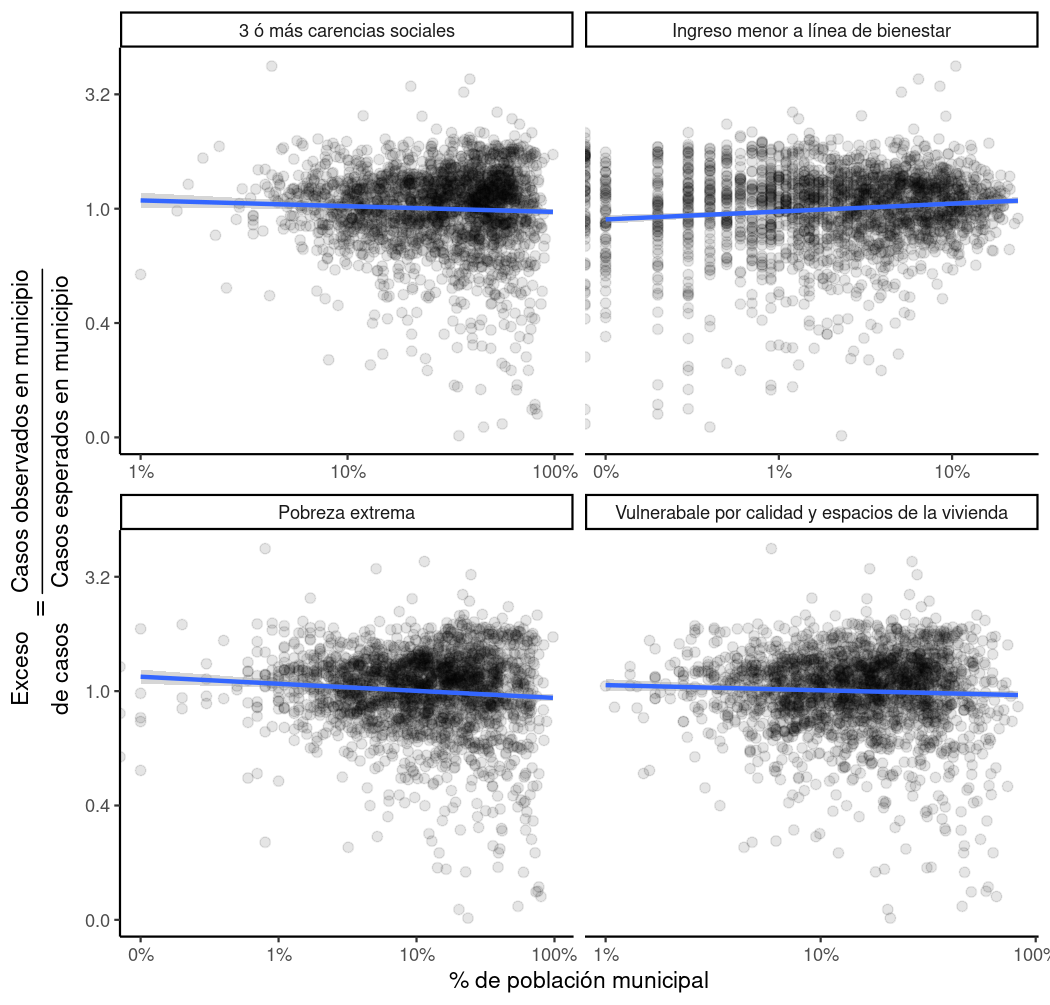 3 ó más carencias sociales
Ingreso menor a línea de bienestar
3.2
1.0
0.4
0.0
1%
10%
100%
0%
1%
10%
Pobreza extrema
Vulnerabale por calidad y espacios de la vivienda
3.2
1.0
0.4
0.0
0%
1%
10%
100%
1%
10%
100%
% de población municipal
Exceso
de casos
=
Casos observados en municipio
Casos esperados en municipio